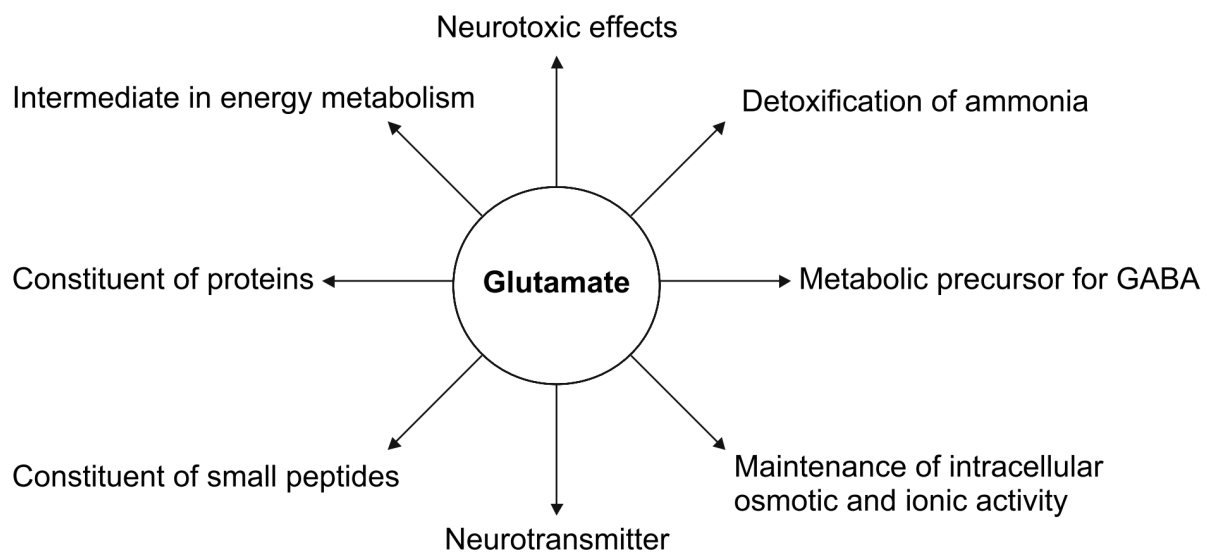 Neurotoxic effects
Intermediate in energy metabolism
Detoxification of ammonia
Constituent of proteins
Glutamate
Metabolic precursor for GABA
Constituent of small peptides
Maintenance of intracellular
osmotic and ionic activity
Neurotransmitter